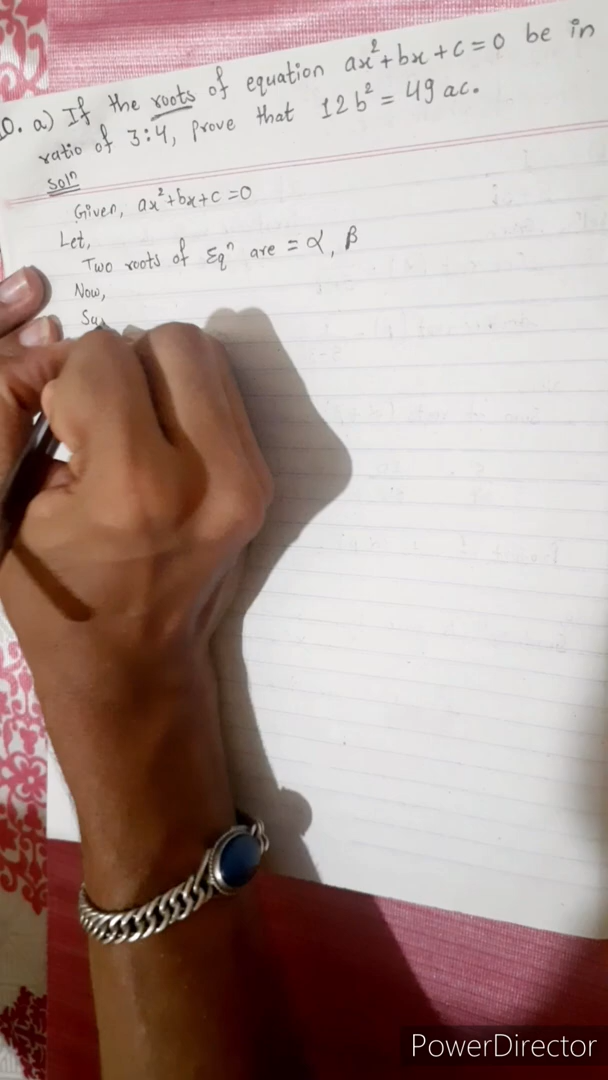 0. a) If the roots of equation ax²+bx+c=0 be in
ratio of 3:4, prove that 12b² = 49ac.
Solⁿ
Given, ax²+bx+c=0
Let,
Two roots of Eqⁿ are = α, β
Now,
Su
PowerDirector